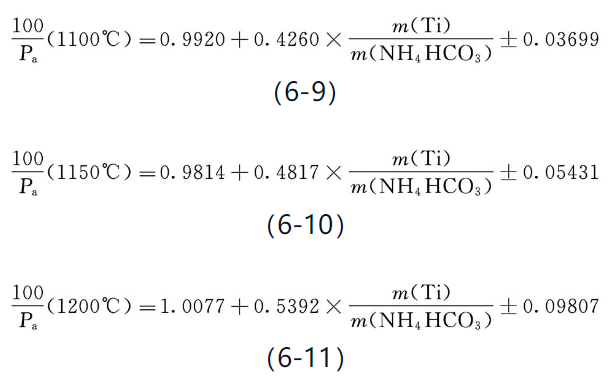 100/Pₐ(1100℃)=0.9920+0.4260×m(Ti)/m(NH₄HCO₃)±0.03699
(6-9)
100/Pₐ(1150℃)=0.9814+0.4817×m(Ti)/m(NH₄HCO₃)±0.05431
(6-10)
100/Pₐ(1200℃)=1.0077+0.5392×m(Ti)/m(NH₄HCO₃)±0.09807
(6-11)